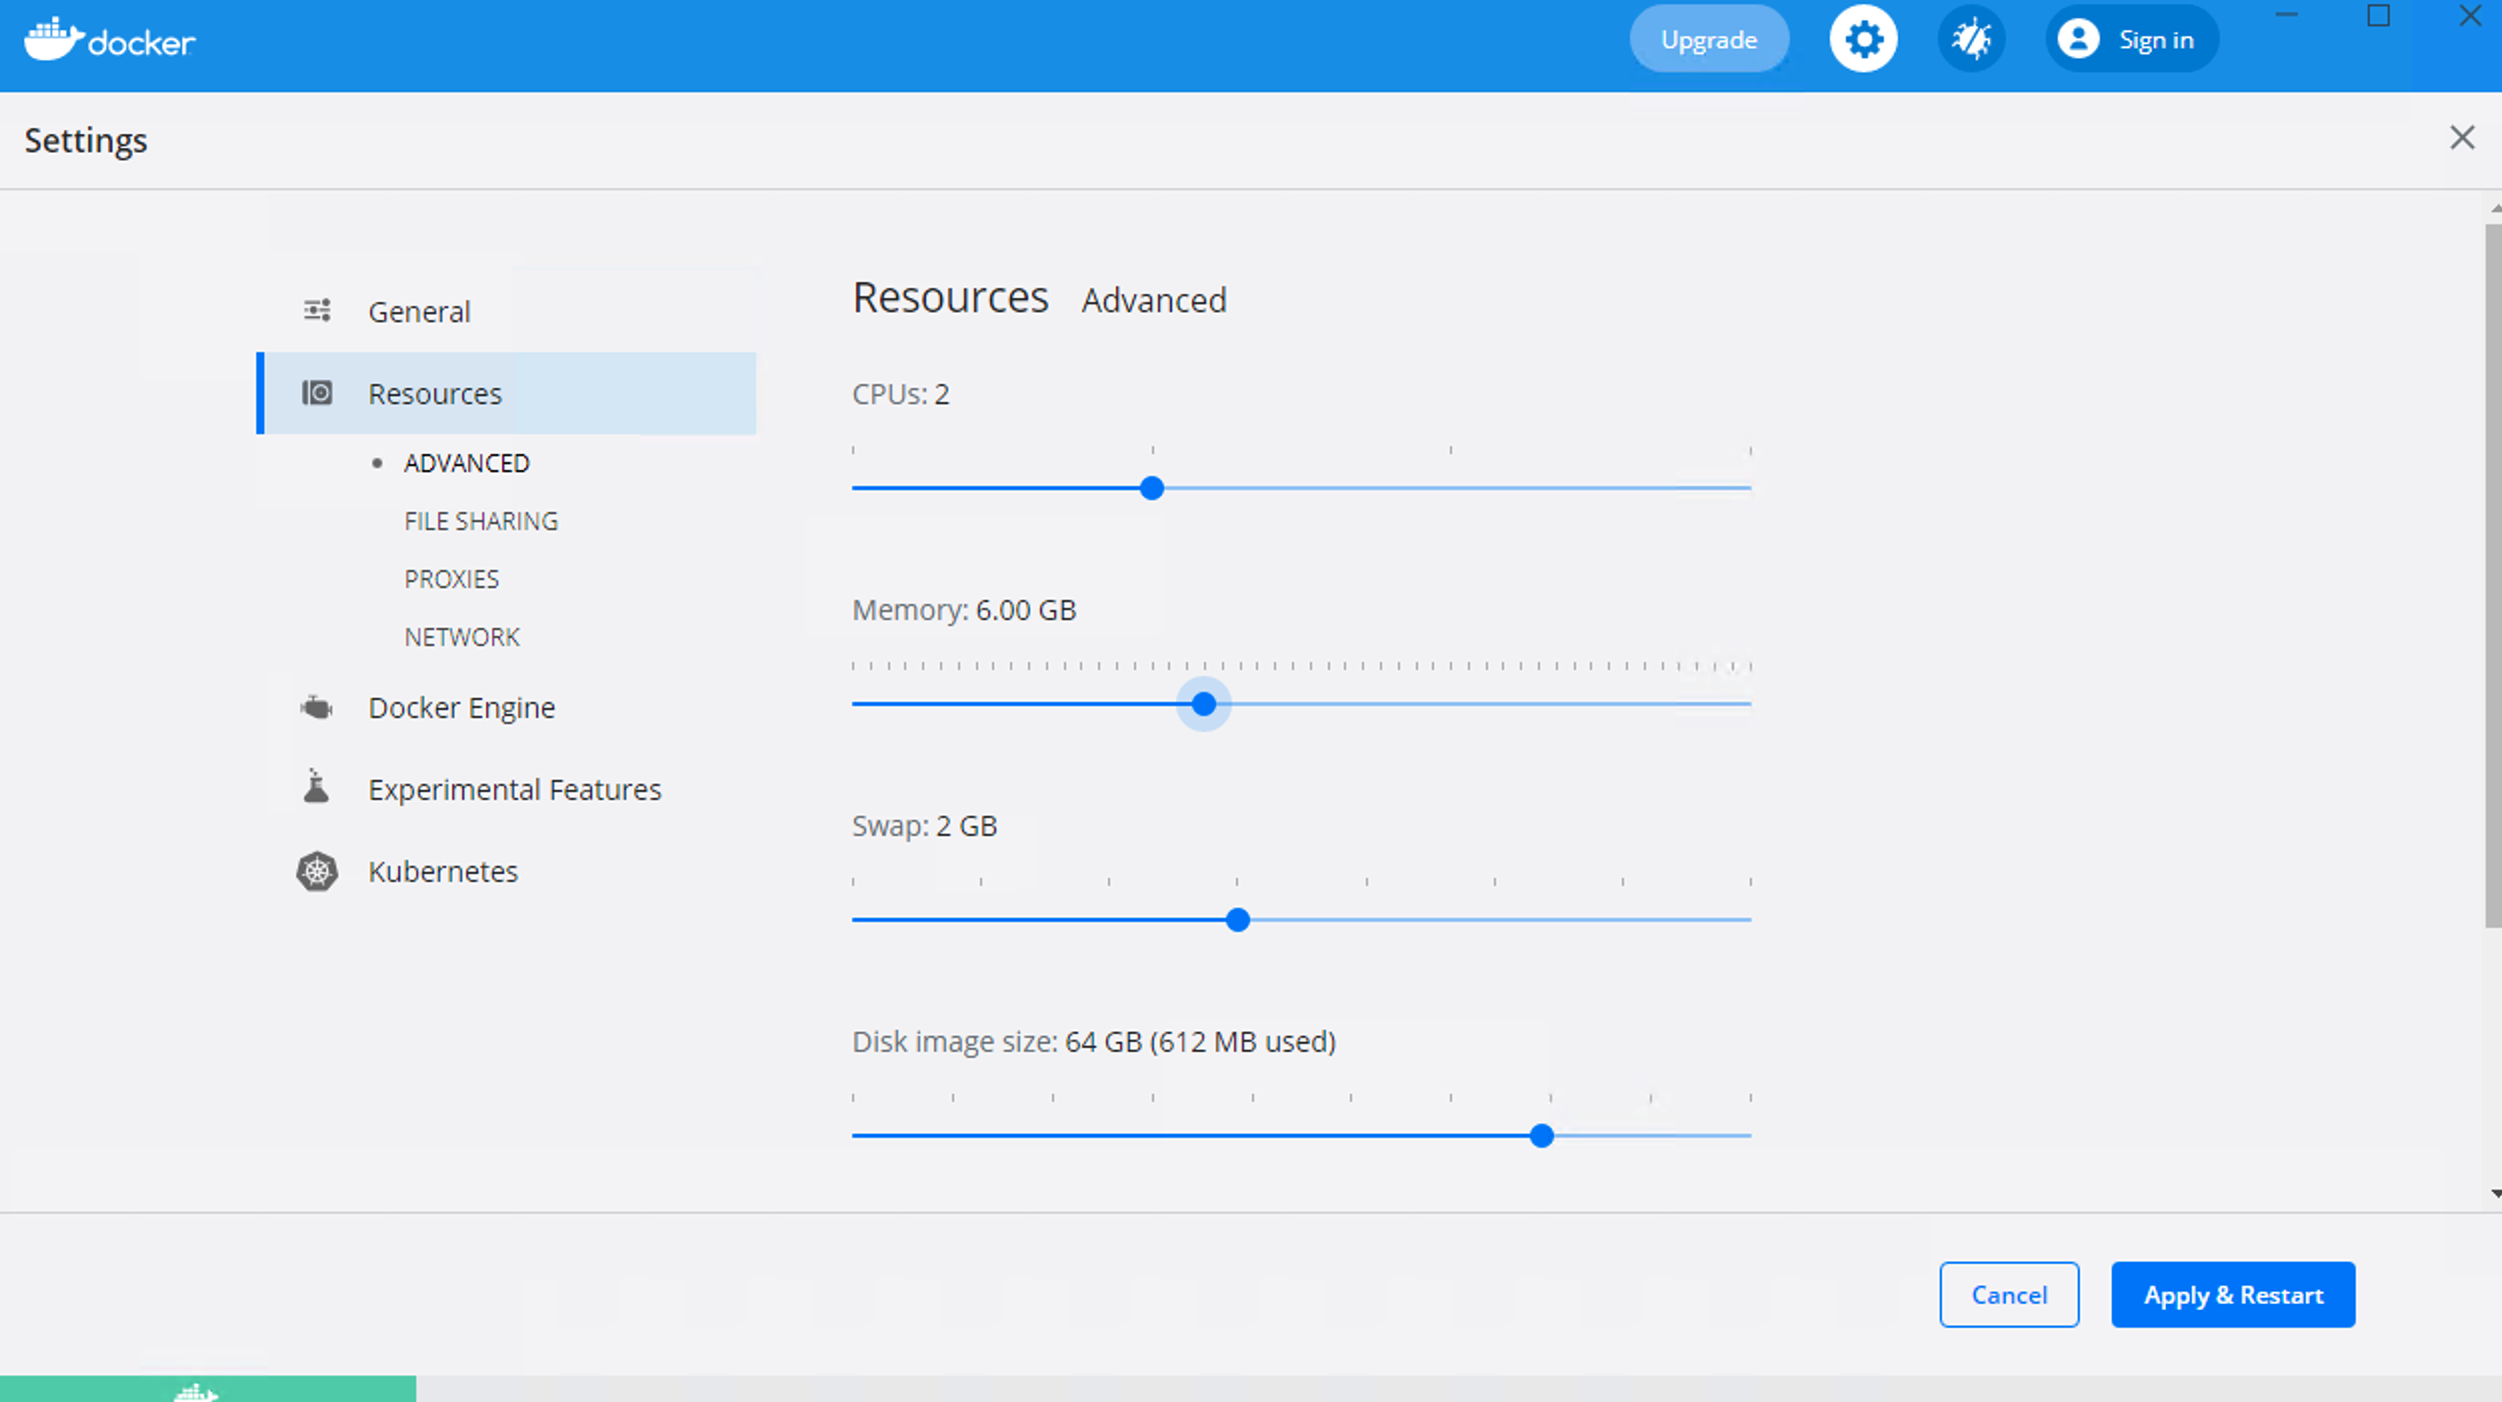 docker
Upgrade
Sign in
Settings
General
Resources
ADVANCED
FILE SHARING
PROXIES
NETWORK
Docker Engine
Experimental Features
Kubernetes
Resources Advanced
CPUs: 2
Memory: 6.00 GB
Swap: 2 GB
Disk image size: 64 GB (612 MB used)
Cancel
Apply & Restart